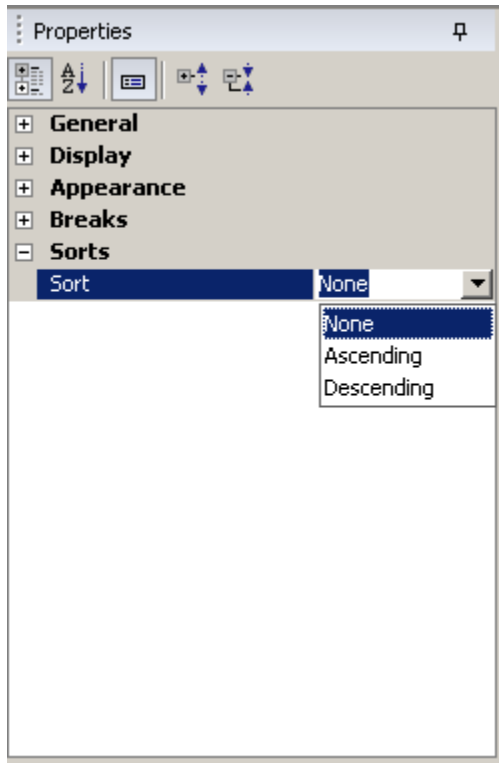 Properties
A
Z
General
Display
Appearance
Breaks
Sorts
Sort None
None
Ascending
Descending